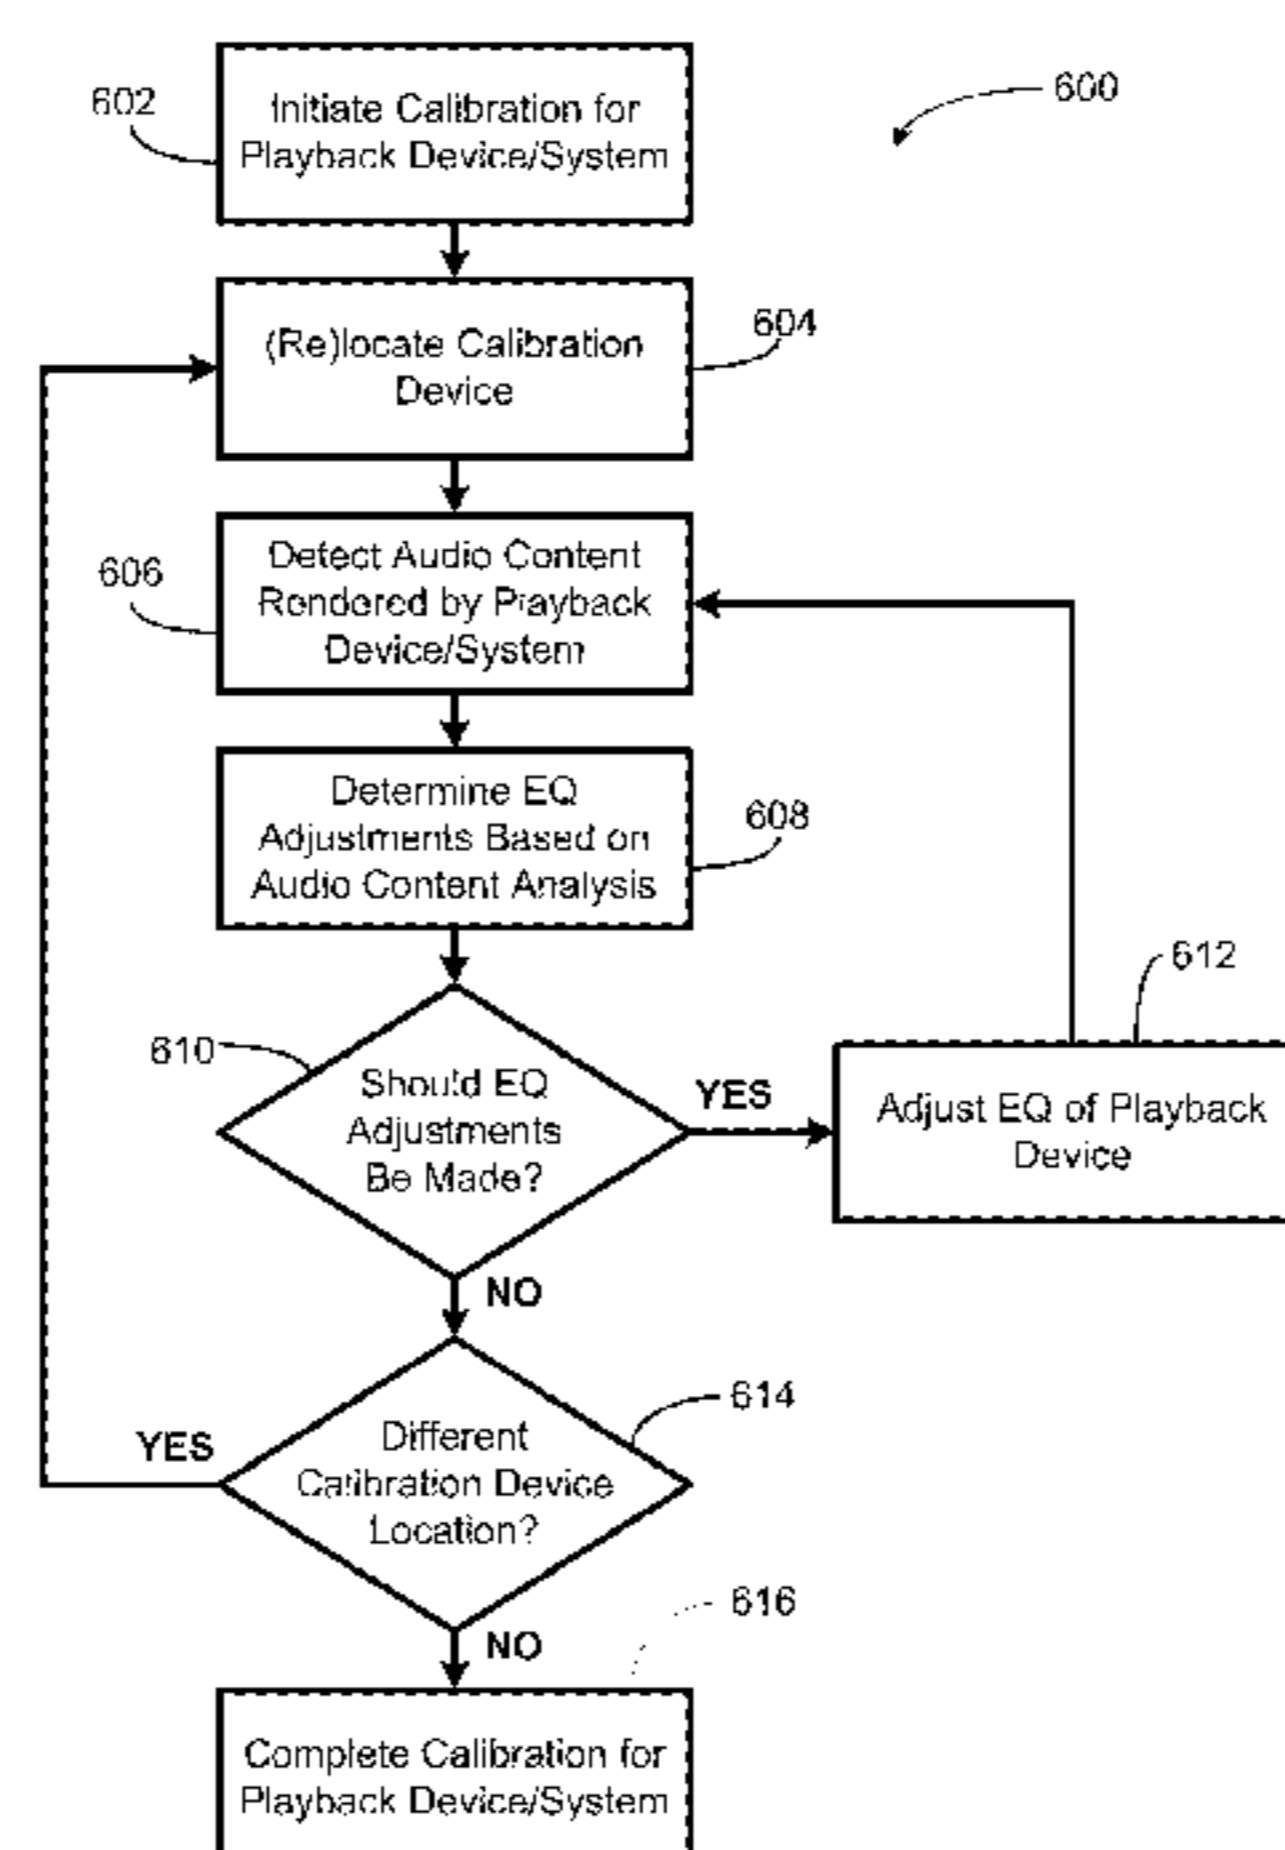 600
602
Initiate Calibration for
Playback Device/System
604
(Re)locate Calibration
Device
606
Detect Audio Content
Rendered by Playback
Device/System
608
Determine EQ
Adjustments Based on
Audio Content Analysis
610
Should EQ
Adjustments
Be Made?
YES
612
Adjust EQ of Playback
Device
NO
614
Different
Calibration Device
Location?
YES
NO
616
Complete Calibration for
Playback Device/System